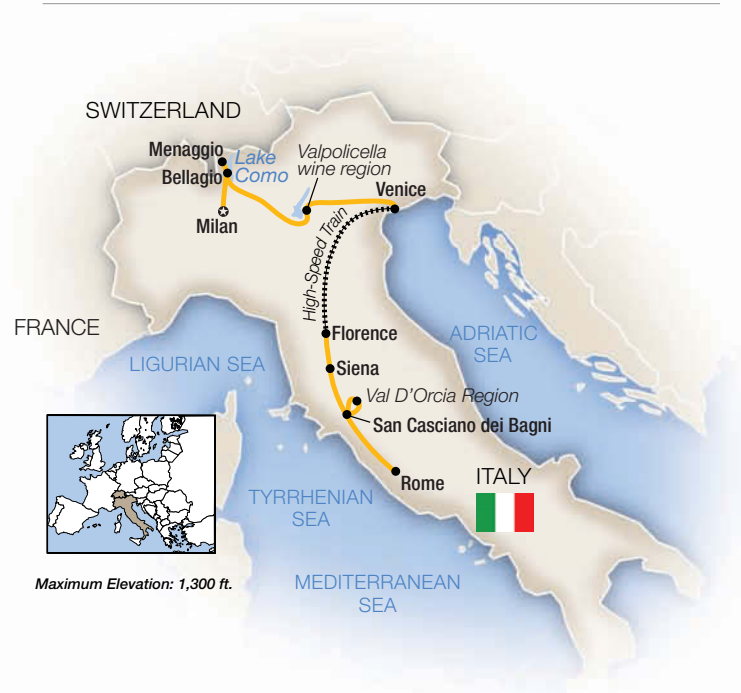 SWITZERLAND
Menaggio
Lake
Como
Bellagio
Valpolicella
wine region
Venice
Milan
High-Speed Train
FRANCE
Florence
ADRIATIC
SEA
LIGURIAN SEA
Siena
Val D'Orcia Region
San Casciano dei Bagni
Rome
ITALY
TYRRHENIAN
SEA
Maximum Elevation: 1,300 ft.
MEDITERRANEAN
SEA